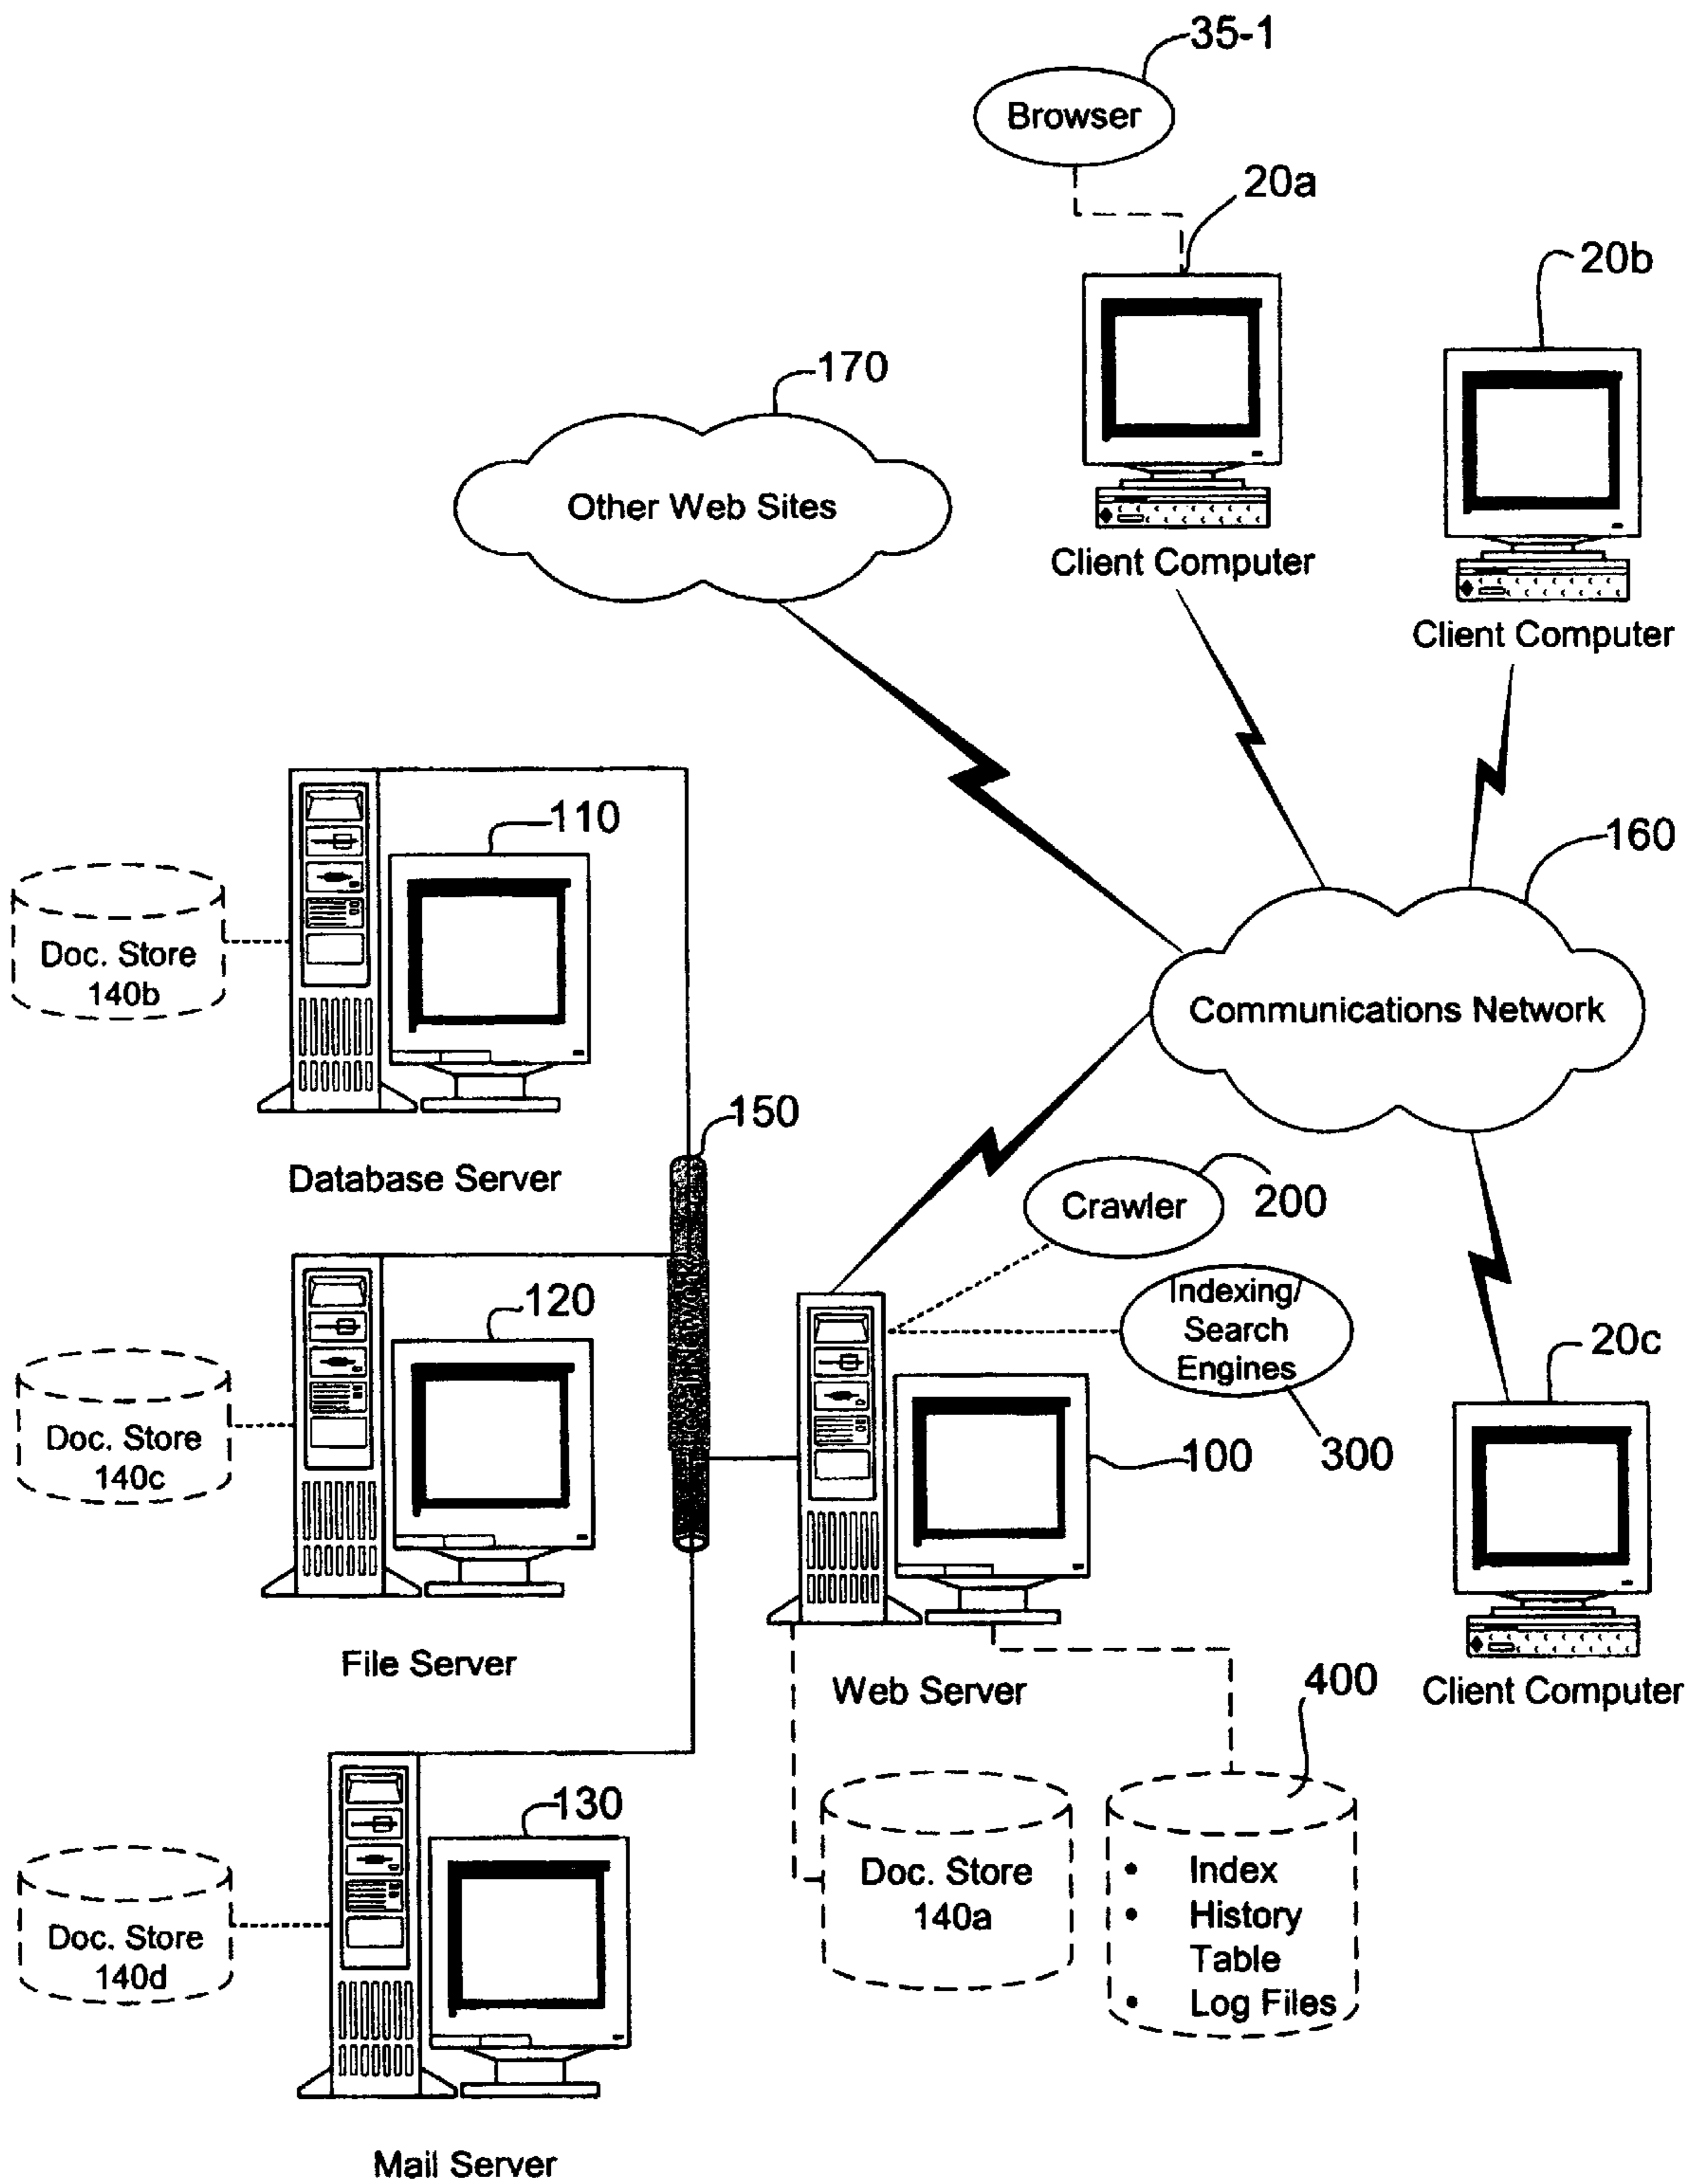 35-1
Browser
20a
20b
170
Other Web Sites
Client Computer
Client Computer
110
160
Doc. Store
140b
Communications Network
150
Database Server
Crawler
200
Local Network
120
Indexing/
Search
Engines
20c
Doc. Store
140c
100
300
File Server
Web Server
400
Client Computer
130
Doc. Store
140a
• Index
• History
Table
• Log Files
Doc. Store
140d
Mail Server